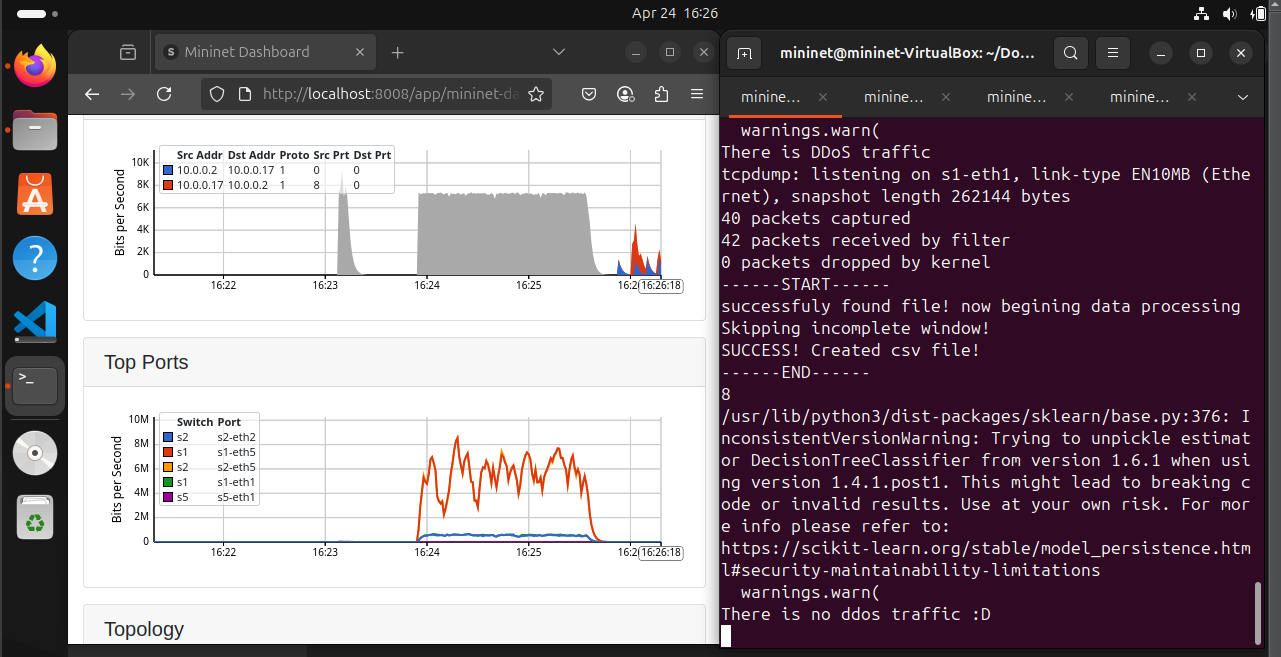 Apr 24 16:26
Mininet Dashboard
http://localhost:8008/app/mininet-da
Src Addr Dst Addr Proto Src Prt Dst Prt
10.0.0.2 10.0.0.17 1 0 0
10.0.0.17 10.0.0.2 1 8 0
Bits per Second
10K
8K
6K
4K
2K
0
16:22 16:23 16:24 16:25 16:2 16:26:18
Top Ports
Switch Port
s2 s2-eth2
s1 s1-eth5
s2 s2-eth5
s1 s1-eth1
s5 s5-eth1
Bits per Second
10M
8M
6M
4M
2M
0
16:22 16:23 16:24 16:25 16:2 16:26:18
Topology
mininet@mininet-VirtualBox: ~/Do...
minine... minine... minine... minine...
warnings.warn(
There is DDoS traffic
tcpdump: listening on s1-eth1, link-type EN10MB (Ethe
rnet), snapshot length 262144 bytes
40 packets captured
42 packets received by filter
0 packets dropped by kernel
------START------
successfuly found file! now begining data processing
Skipping incomplete window!
SUCCESS! Created csv file!
------END------
8
/usr/lib/python3/dist-packages/sklearn/base.py:376: I
nconsistentVersionWarning: Trying to unpickle estimat
or DecisionTreeClassifier from version 1.6.1 when usi
ng version 1.4.1.post1. This might lead to breaking c
ode or invalid results. Use at your own risk. For mor
e info please refer to:
https://scikit-learn.org/stable/model_persistence.htm
l#security-maintainability-limitations
warnings.warn(
There is no ddos traffic :D